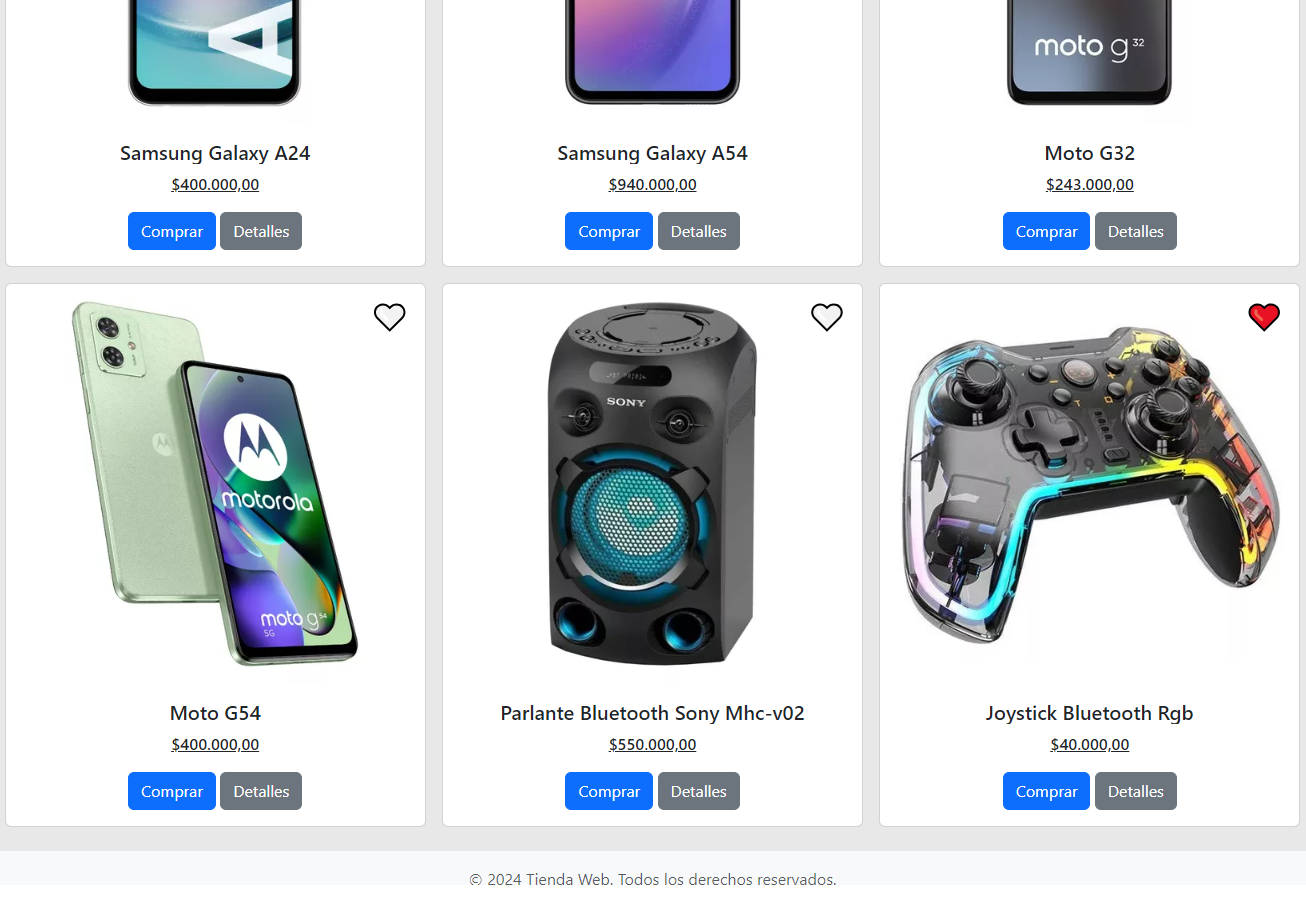 A
moto g 32
Samsung Galaxy A24
Samsung Galaxy A54
Moto G32
$400.000,00
$940.000,00
$243.000,00
Comprar Detalles
Comprar Detalles
Comprar Detalles
motorola
moto g 54
5G
SONY
Moto G54
Parlante Bluetooth Sony Mhc-v02
Joystick Bluetooth Rgb
$400.000,00
$550.000,00
$40.000,00
Comprar Detalles
Comprar Detalles
Comprar Detalles
© 2024 Tienda Web. Todos los derechos reservados.